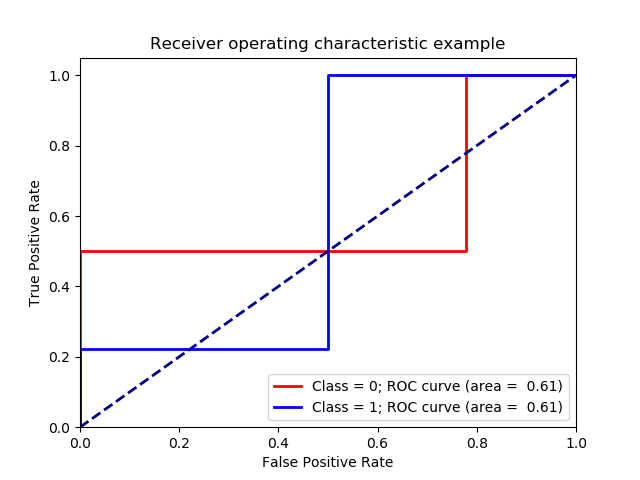 Receiver operating characteristic example
True Positive Rate
1.0
0.8
0.6
0.4
0.2
0.0
Class = 0; ROC curve (area =  0.61)
Class = 1; ROC curve (area =  0.61)
0.0 0.2 0.4 0.6 0.8 1.0
False Positive Rate